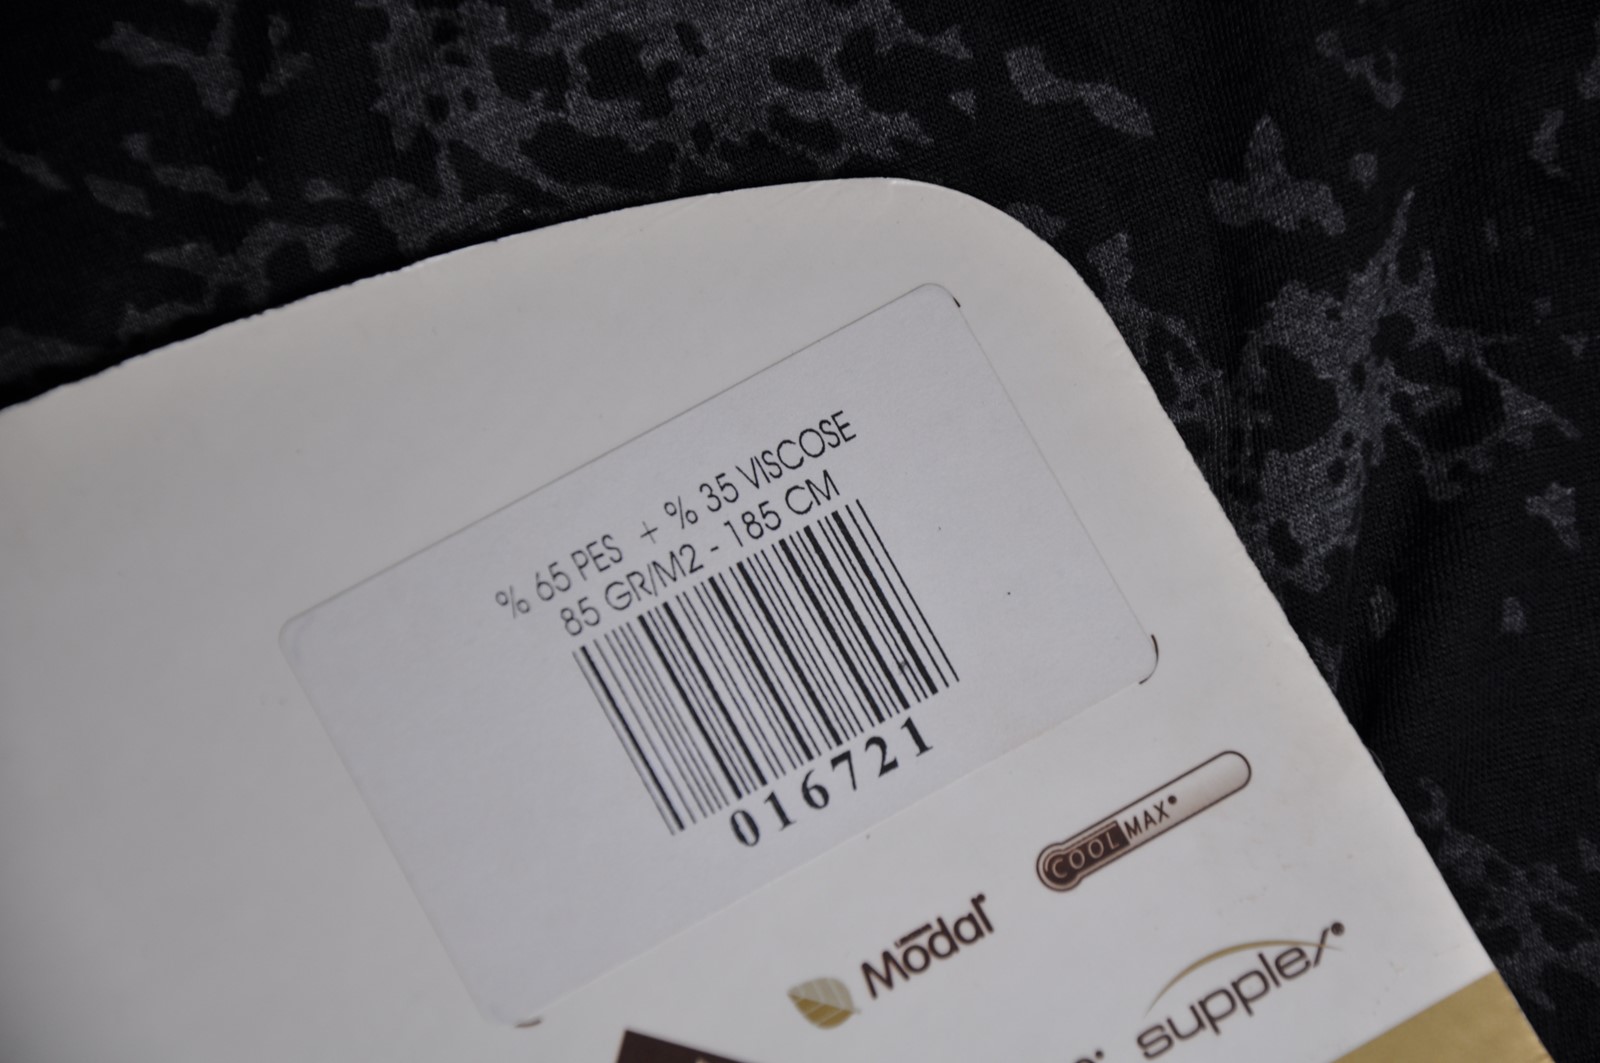 % 65 PES + % 35 VISCOSE
85 GR/M2 - 185 CM
016721
COOLMAX®
Modal
supplex®